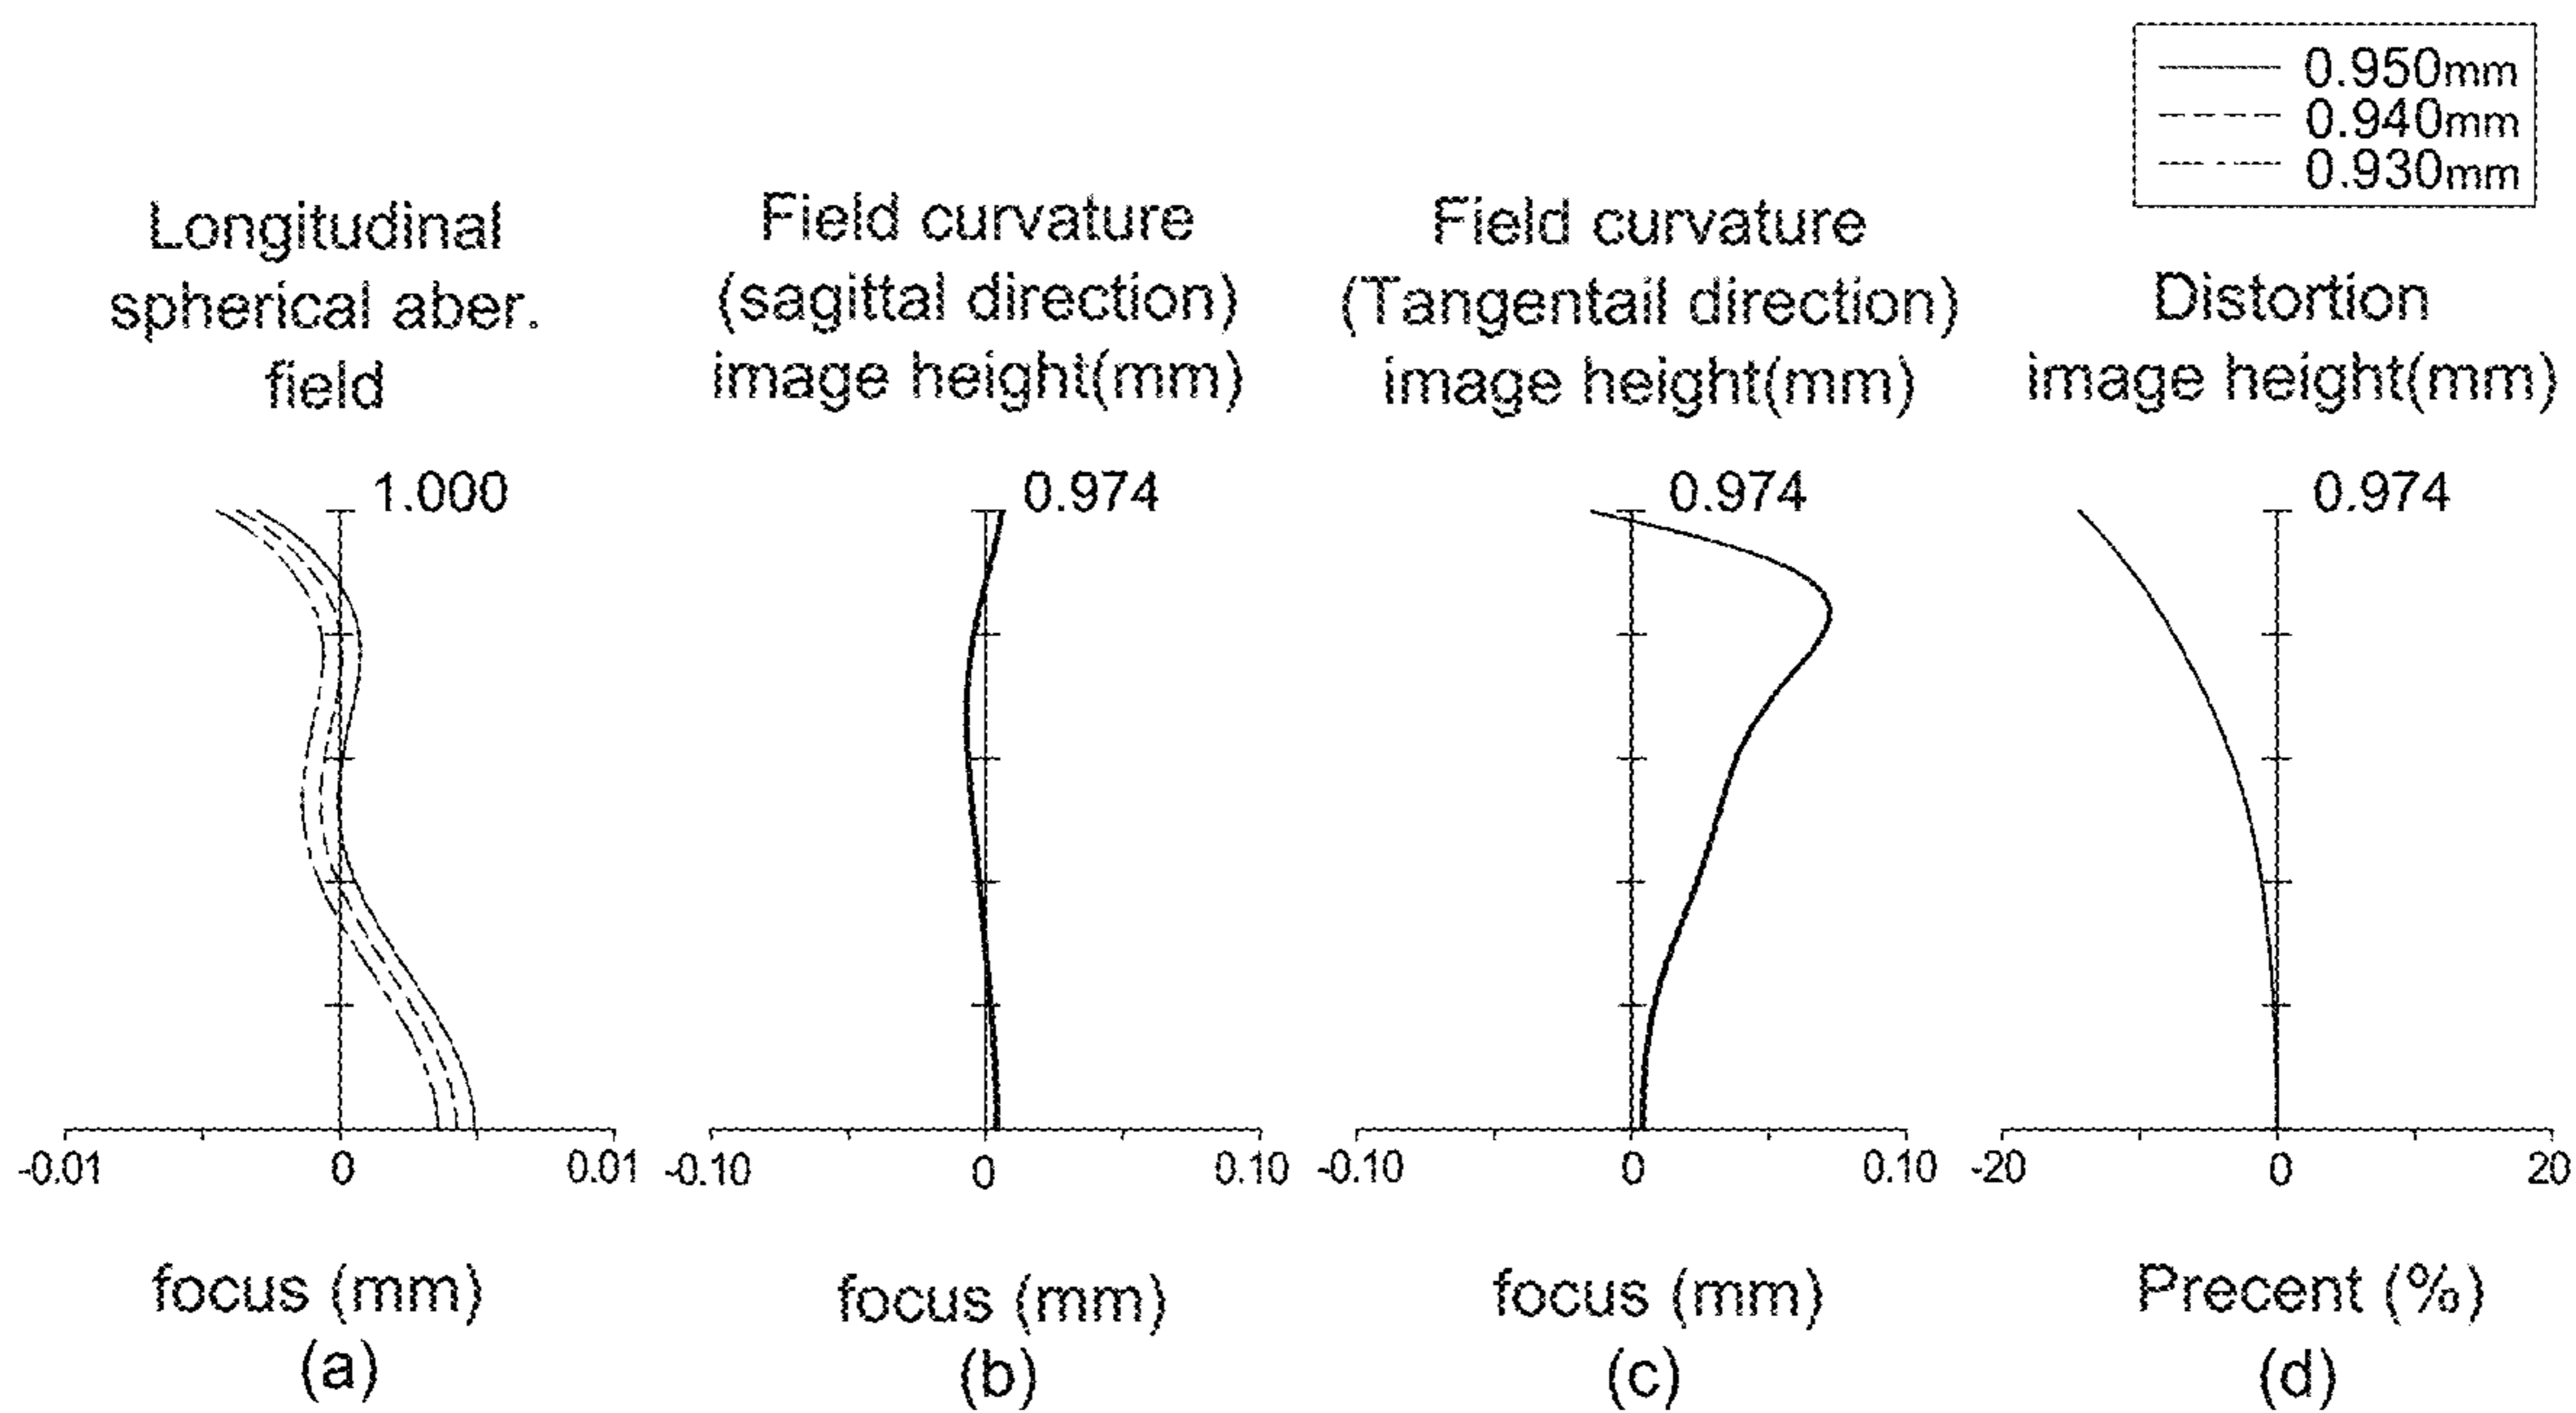 0.950mm
0.940mm
0.930mm
Longitudinal
spherical aber.
field
1.000
-0.01 0 0.01
focus (mm)
(a)
Field curvature
(sagittal direction)
image height(mm)
0.974
-0.10 0 0.10
focus (mm)
(b)
Field curvature
(Tangentail direction)
image height(mm)
0.974
-0.10 0 0.10
focus (mm)
(c)
Distortion
image height(mm)
0.974
-20 0 20
Precent (%)
(d)